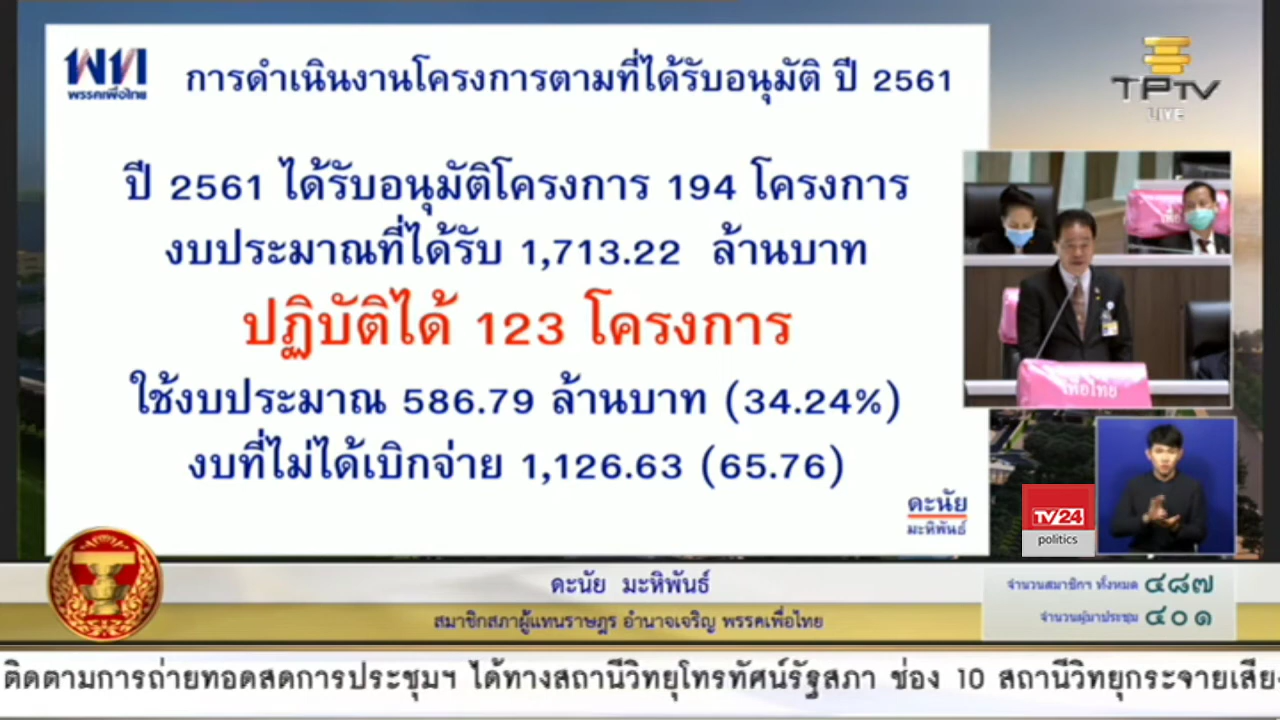 พท
พรรคเพื่อไทย
การดำเนินงานโครงการตามที่ได้รับอนุมัติ ปี 2561
ปี 2561 ได้รับอนุมัติโครงการ 194 โครงการ
งบประมาณที่ได้รับ 1,713.22 ล้านบาท
ปฏิบัติได้ 123 โครงการ
ใช้งบประมาณ 586.79 ล้านบาท (34.24%)
งบที่ไม่ได้เบิกจ่าย 1,126.63 (65.76)
ดะนัย
มะหิพันธ์
TPTV
LIVE
เพื่อไทย
TV24
politics
ดะนัย มะหิพันธ์
สมาชิกสภาผู้แทนราษฎร อำนาจเจริญ พรรคเพื่อไทย
จำนวนสมาชิกฯ ทั้งหมด ๔๘๗
จำนวนผู้มาประชุม ๔๐๑
ติดตามการถ่ายทอดสดการประชุมฯ ได้ทางสถานีวิทยุโทรทัศน์รัฐสภา ช่อง 10 สถานีวิทยุกระจายเสียง